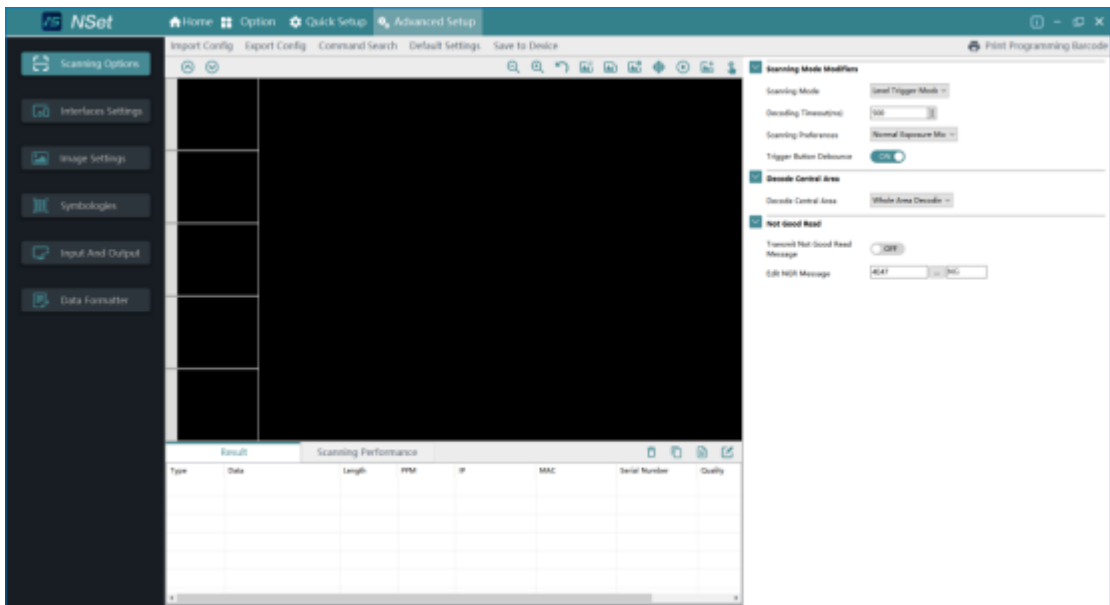 NSet
Home Option Quick Setup Advanced Setup
Import Config Export Config Command Search Default Settings Save to Device Print Programming Barcode
Scanning Options
Interfaces Settings
Image Settings
Symbologies
Input And Output
Data Formatter
Scanning Mode Modifiers
Scanning Mode Level Trigger Mode
Decoding Timeout(ms) 500
Scanning Preferences Normal Exposure Mo
Trigger Button Debounce ON
Decode Central Area
Decode Central Area Whole Area Decodin
Not Good Read
Transmit Not Good Read
Message OFF
Edit NGR Message 4E47 ... NG
Result Scanning Performance
Type Data Length PPM IP MAC Serial Number Quality